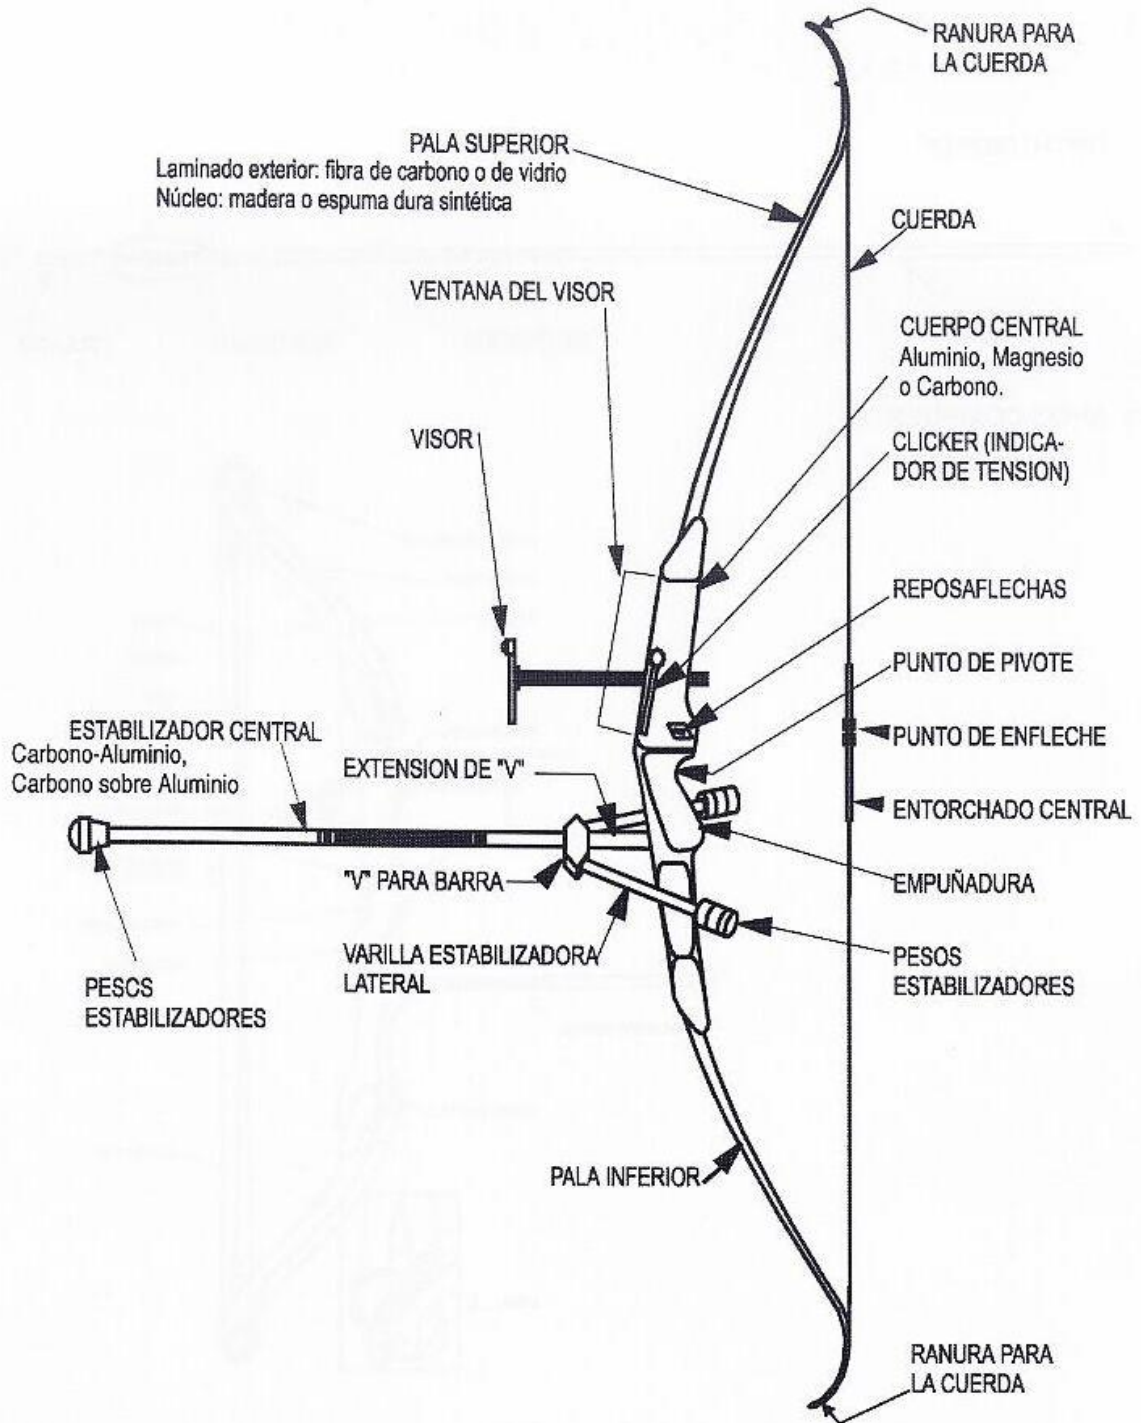 RANURA PARA
LA CUERDA
PALA SUPERIOR
Laminado exterior: fibra de carbono o de vidrio
Núcleo: madera o espuma dura sintética
CUERDA
VENTANA DEL VISOR
CUERPO CENTRAL
Aluminio, Magnesio
o Carbono.
VISOR
CLICKER (INDICA-
DOR DE TENSION)
REPOSAFLECHAS
PUNTO DE PIVOTE
ESTABILIZADOR CENTRAL
Carbono-Aluminio,
Carbono sobre Aluminio
PUNTO DE ENFLECHE
EXTENSION DE "V"
ENTORCHADO CENTRAL
"V" PARA BARRA
EMPUÑADURA
VARILLA ESTABILIZADORA
LATERAL
PESOS
ESTABILIZADORES
PESOS
ESTABILIZADORES
PALA INFERIOR
RANURA PARA
LA CUERDA